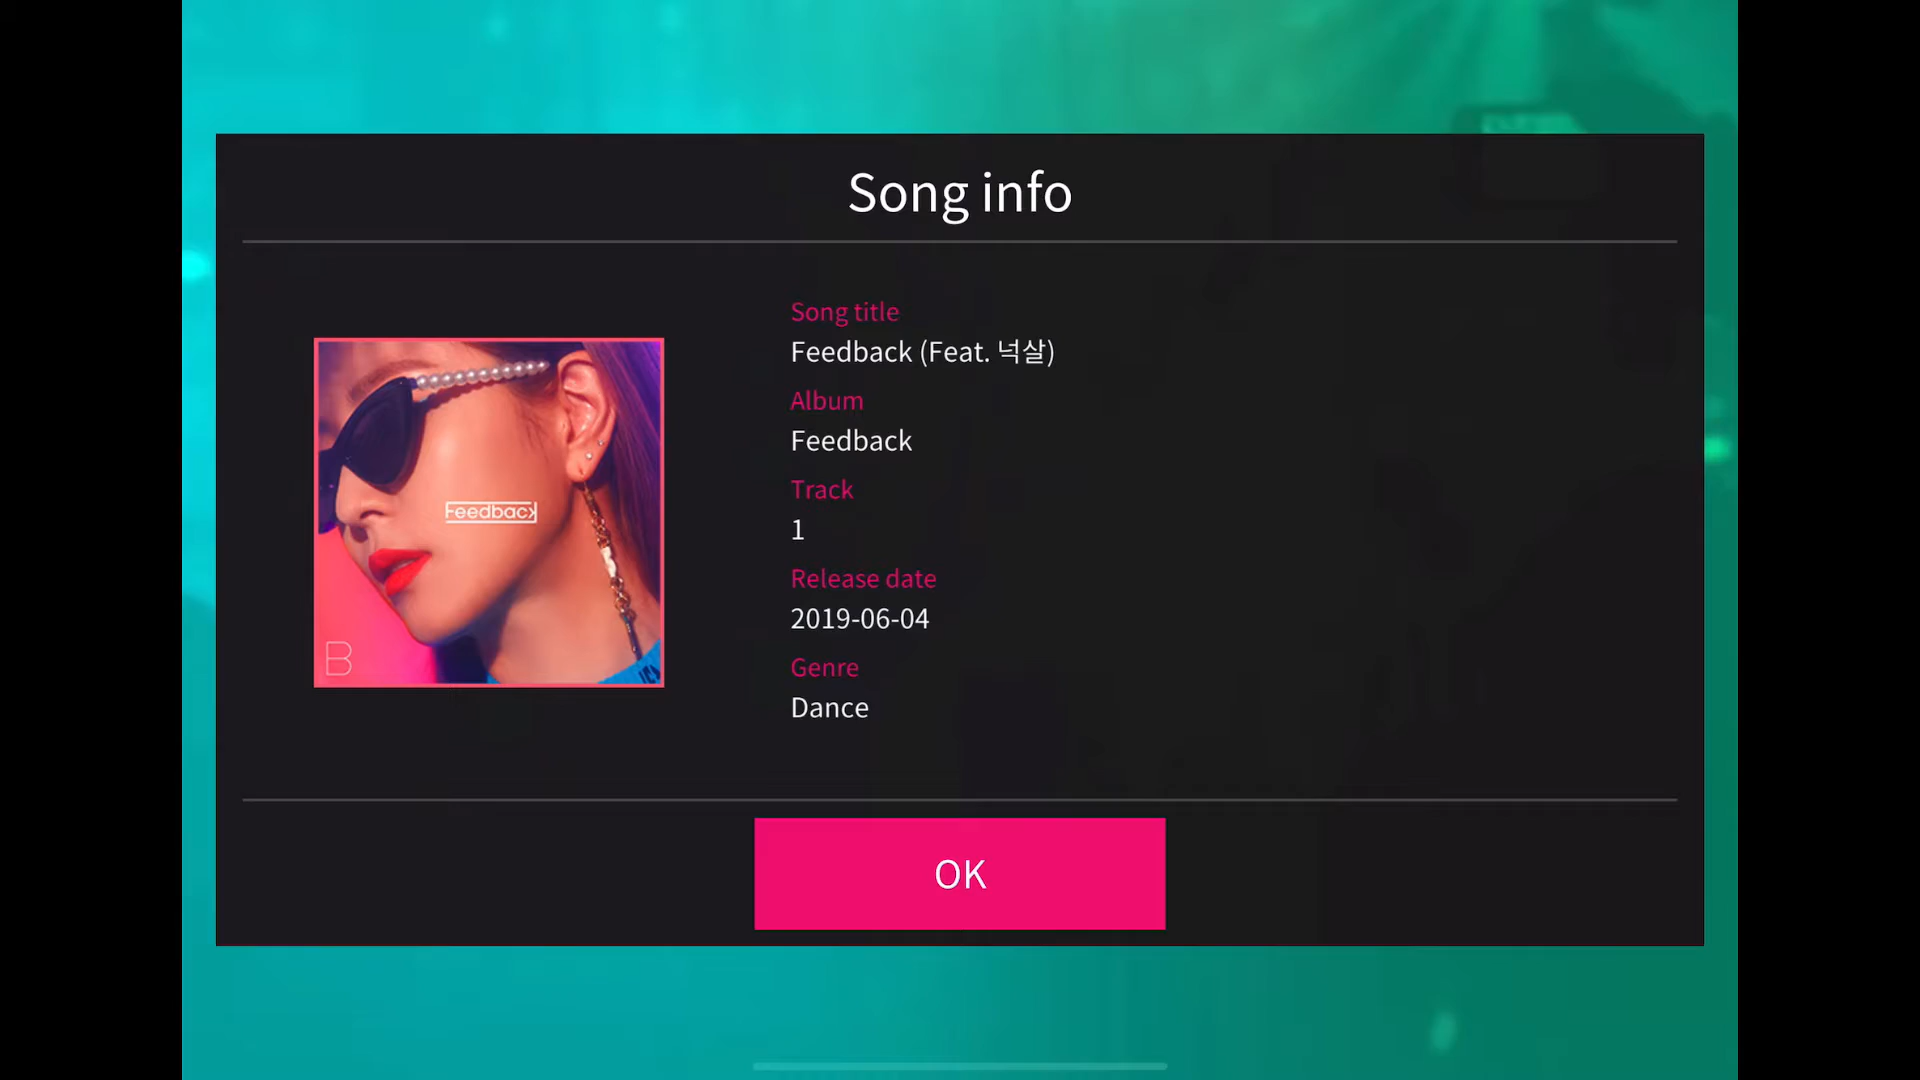 Song info
Song title
Feedback (Feat. 넉살)
Album
Feedback
Track
1
Release date
2019-06-04
Genre
Dance
Feedback
B
OK